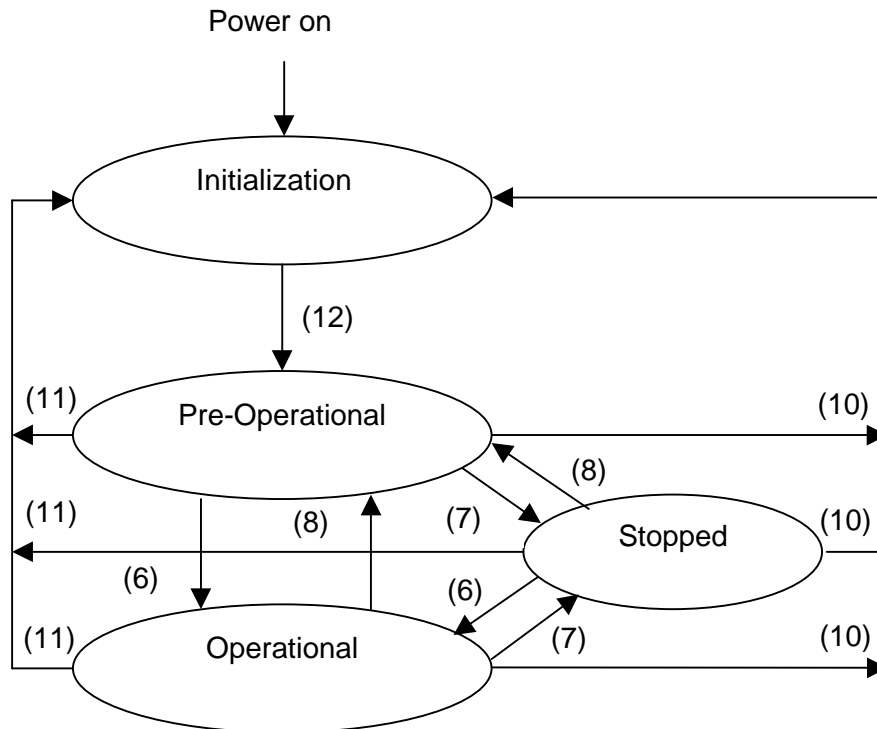 Power on
Initialization
(12)
(11)
Pre-Operational
(10)
(8)
(11)
(8)
(7)
Stopped
(10)
(6)
(6)
(11)
Operational
(7)
(10)